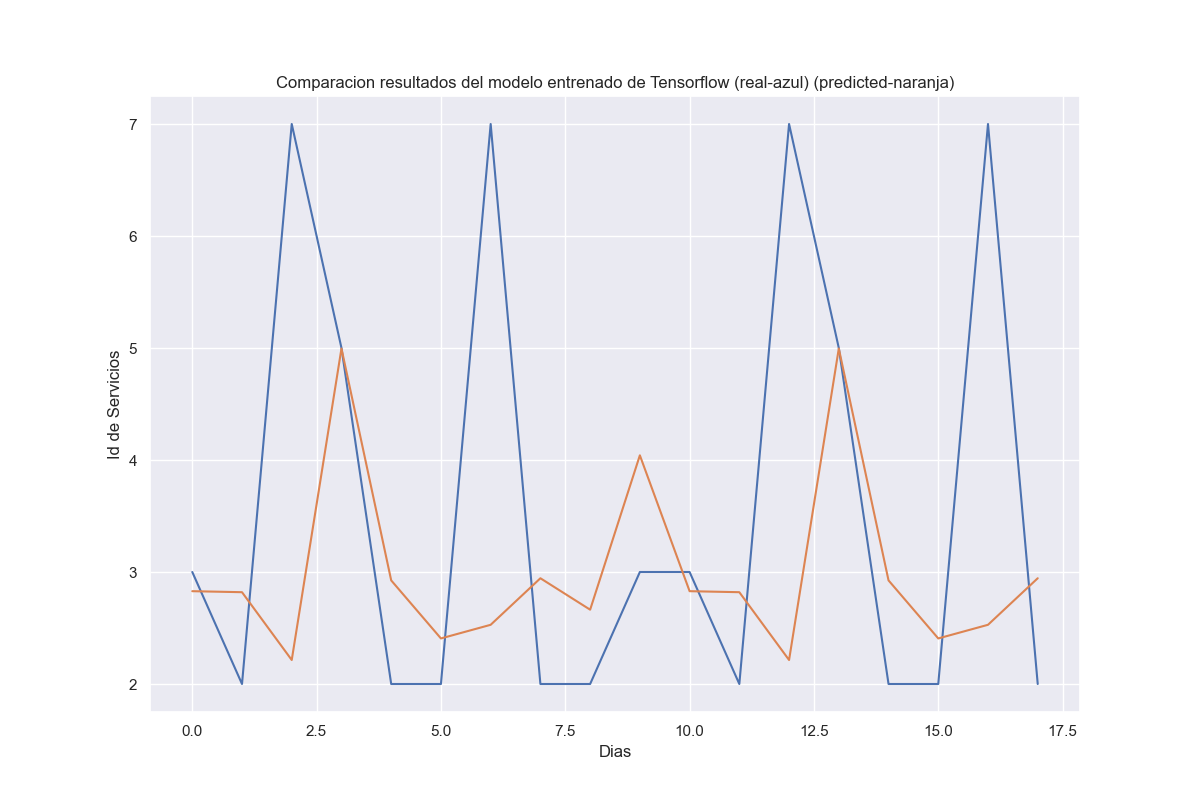 Comparacion resultados del modelo entrenado de Tensorflow (real-azul) (predicted-naranja)
7
6
5
4
3
2
Id de Servicios
0.0 2.5 5.0 7.5 10.0 12.5 15.0 17.5
Dias